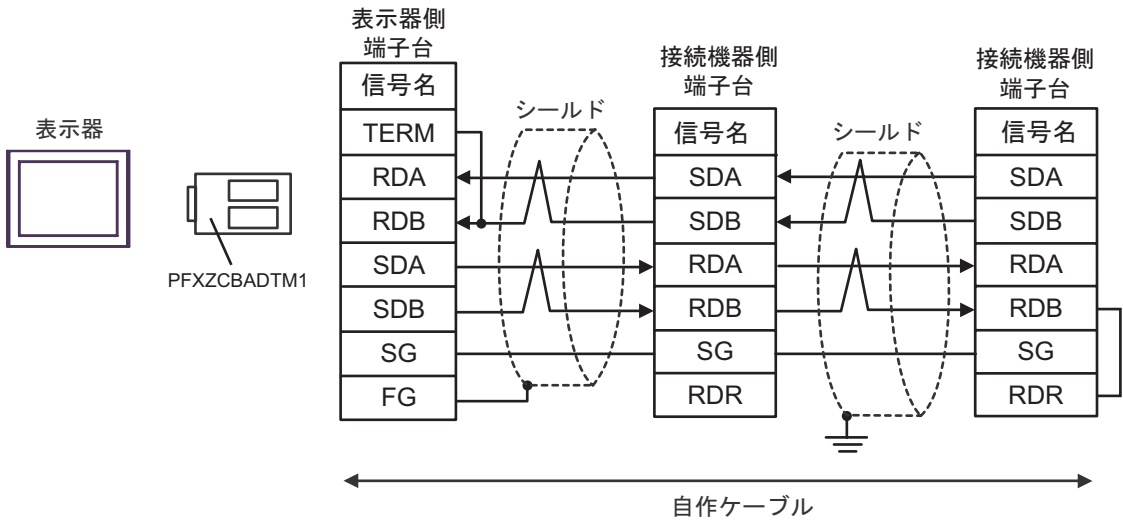 表示器
PFXZCBADTM1
表示器側
端子台
信号名
TERM
RDA
RDB
SDA
SDB
SG
FG
シールド
接続機器側
端子台
信号名
SDA
SDB
RDA
RDB
SG
RDR
シールド
接続機器側
端子台
信号名
SDA
SDB
RDA
RDB
SG
RDR
自作ケーブル